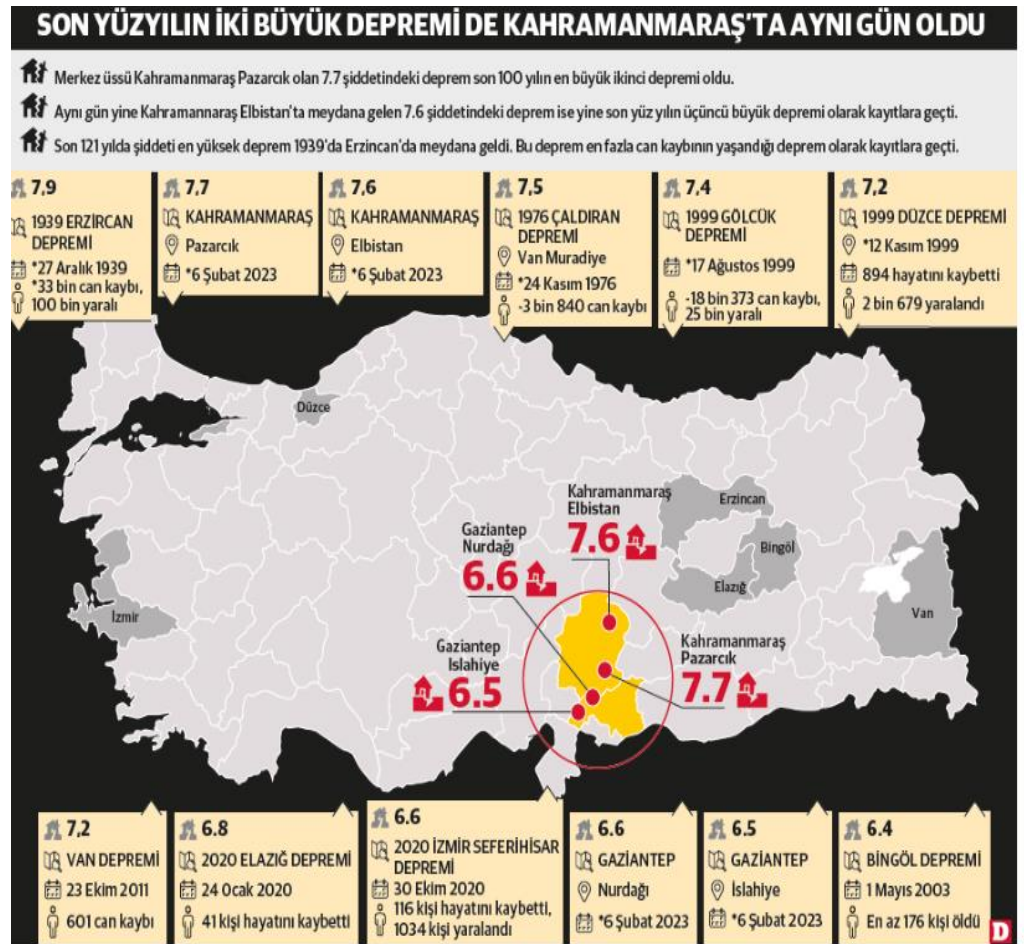 SON YÜZYILIN İKİ BÜYÜK DEPREMİ DE KAHRAMANMARAŞ'TA AYNI GÜN OLDU
Merkez üssü Kahramanmaraş Pazarcık olan 7.7 şiddetindeki deprem son 100 yılın en büyük ikinci depremi oldu.
Aynı gün yine Kahramannaraş Elbistan'ta meydana gelen 7.6 şiddetindeki deprem ise yine son yüz yılın üçüncü büyük depremi olarak kayıtlara geçti.
Son 121 yılda şiddeti en yüksek deprem 1939'da Erzincan'da meydana geldi. Bu deprem en fazla can kaybının yaşandığı deprem olarak kayıtlara geçti.
7,9
1939 ERZİRCAN
DEPREMİ
*27 Aralık 1939
*33 bin can kaybı,
100 bin yaralı
7,7
KAHRAMANMARAŞ
Pazarcık
*6 Şubat 2023
7,6
KAHRAMANMARAŞ
Elbistan
*6 Şubat 2023
7,5
1976 ÇALDIRAN
DEPREMİ
Van Muradiye
*24 Kasım 1976
-3 bin 840 can kaybı
7,4
1999 GÖLCÜK
DEPREMİ
*17 Ağustos 1999
-18 bin 373 can kaybı,
25 bin yaralı
7,2
1999 DÜZCE DEPREMİ
*12 Kasım 1999
894 hayatını kaybetti
2 bin 679 yaralandı
Düzce
Kahramanmaraş
Elbistan
7.6
Erzincan
Bingöl
Elazığ
Van
Gaziantep
Nurdağı
6.6
İzmir
Gaziantep
Islahiye
6.5
Kahramanmaraş
Pazarcık
7.7
7,2
VAN DEPREMİ
23 Ekim 2011
601 can kaybı
6.8
2020 ELAZIĞ DEPREMİ
24 Ocak 2020
41 kişi hayatını kaybetti
6.6
2020 İZMİR SEFERİHİSAR
DEPREMİ
30 Ekim 2020
116 kişi hayatını kaybetti,
1034 kişi yaralandı
6.6
GAZİANTEP
Nurdağı
*6 Şubat 2023
6.5
GAZİANTEP
İslahiye
*6 Şubat 2023
6.4
BİNGÖL DEPREMİ
1 Mayıs 2003
En az 176 kişi öldü
D